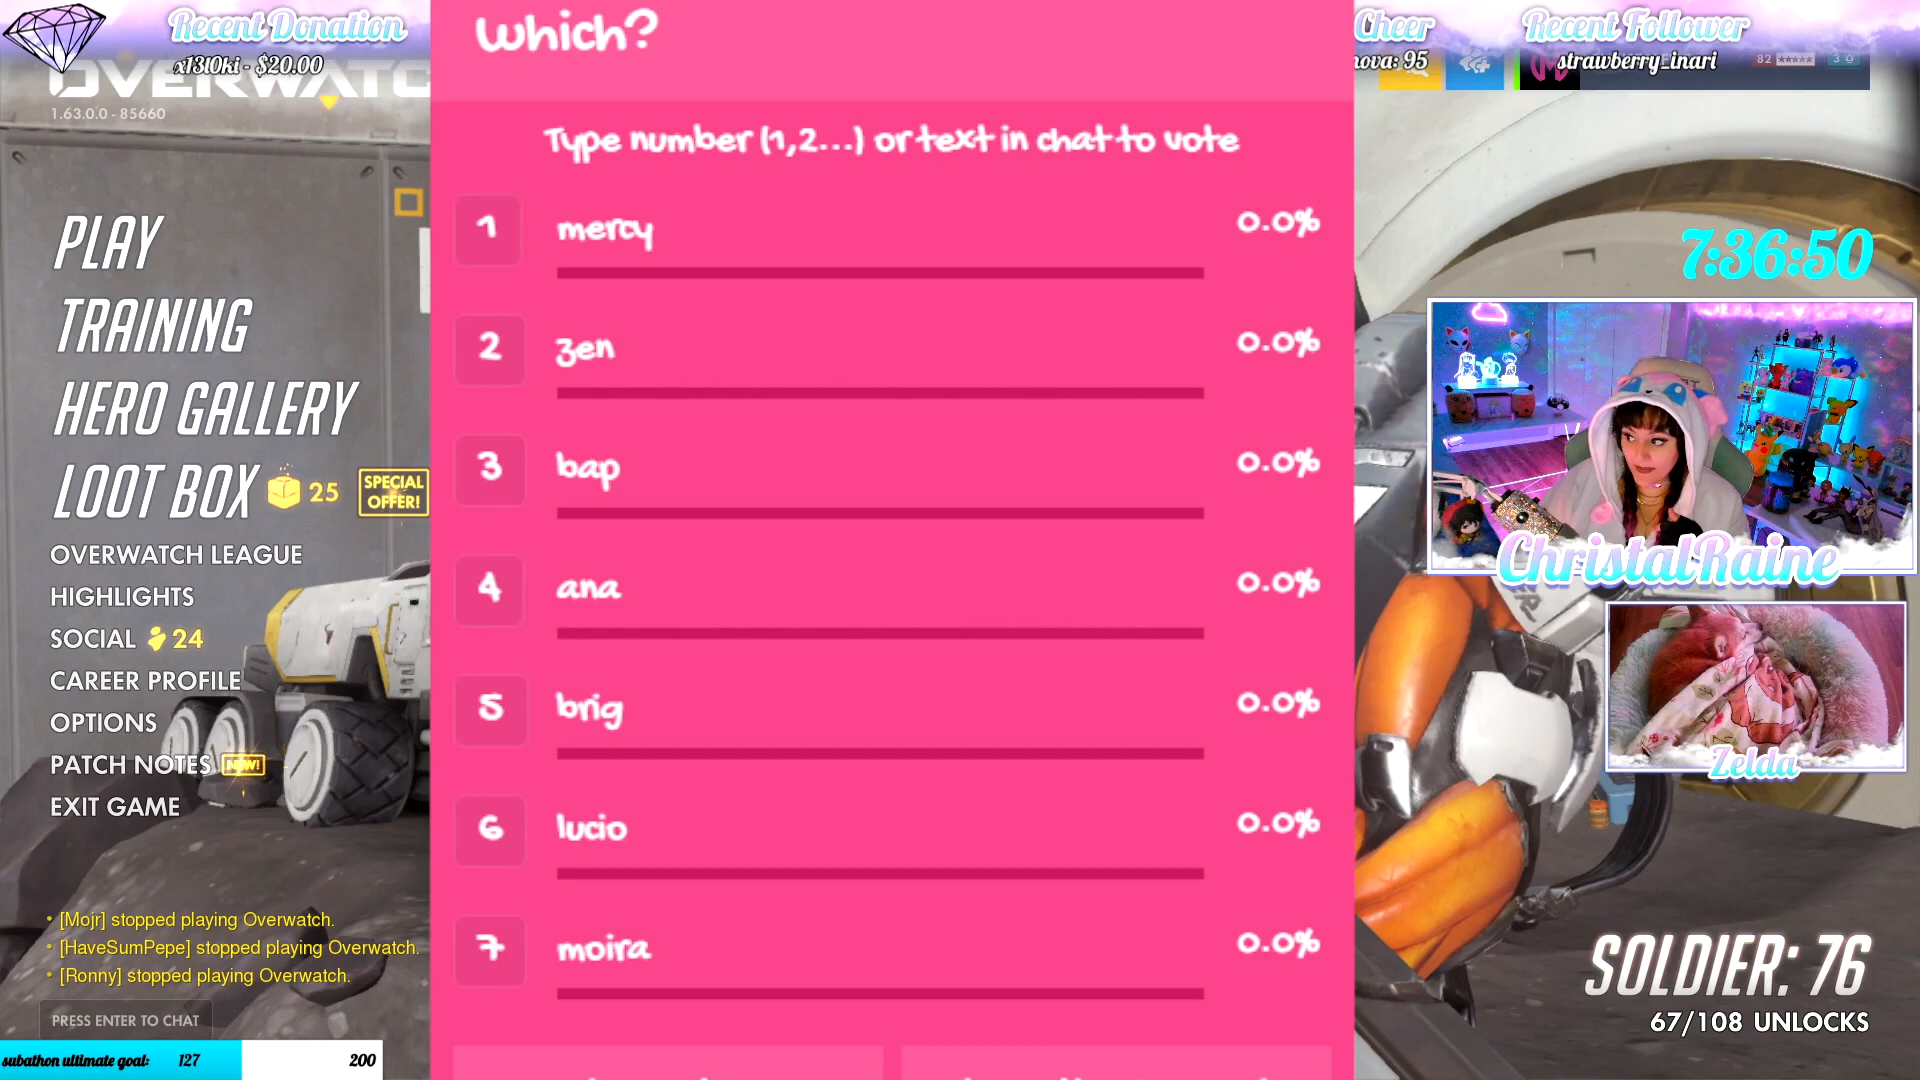 Recent Donation
x13l0ki - $20.00
OVERWATC
1.63.0.0 - 85660
PLAY
TRAINING
HERO GALLERY
LOOT BOX 25
SPECIAL OFFER!
OVERWATCH LEAGUE
HIGHLIGHTS
SOCIAL 24
CAREER PROFILE
OPTIONS
PATCH NOTES NEW!
EXIT GAME
• [Mojr] stopped playing Overwatch.
• [HaveSumPepe] stopped playing Overwatch.
• [Ronny] stopped playing Overwatch.
PRESS ENTER TO CHAT
subathon ultimate goal: 127 200
Which?
Type number (1,2...) or text in chat to vote
1 mercy 0.0%
2 zen 0.0%
3 bap 0.0%
4 ana 0.0%
5 brig 0.0%
6 lucio 0.0%
7 moira 0.0%
Cheer
nova: 95
Recent Follower
strawberry_inari
82
3
7:36:50
ChristalRaine
Zelda
SOLDIER: 76
67/108 UNLOCKS